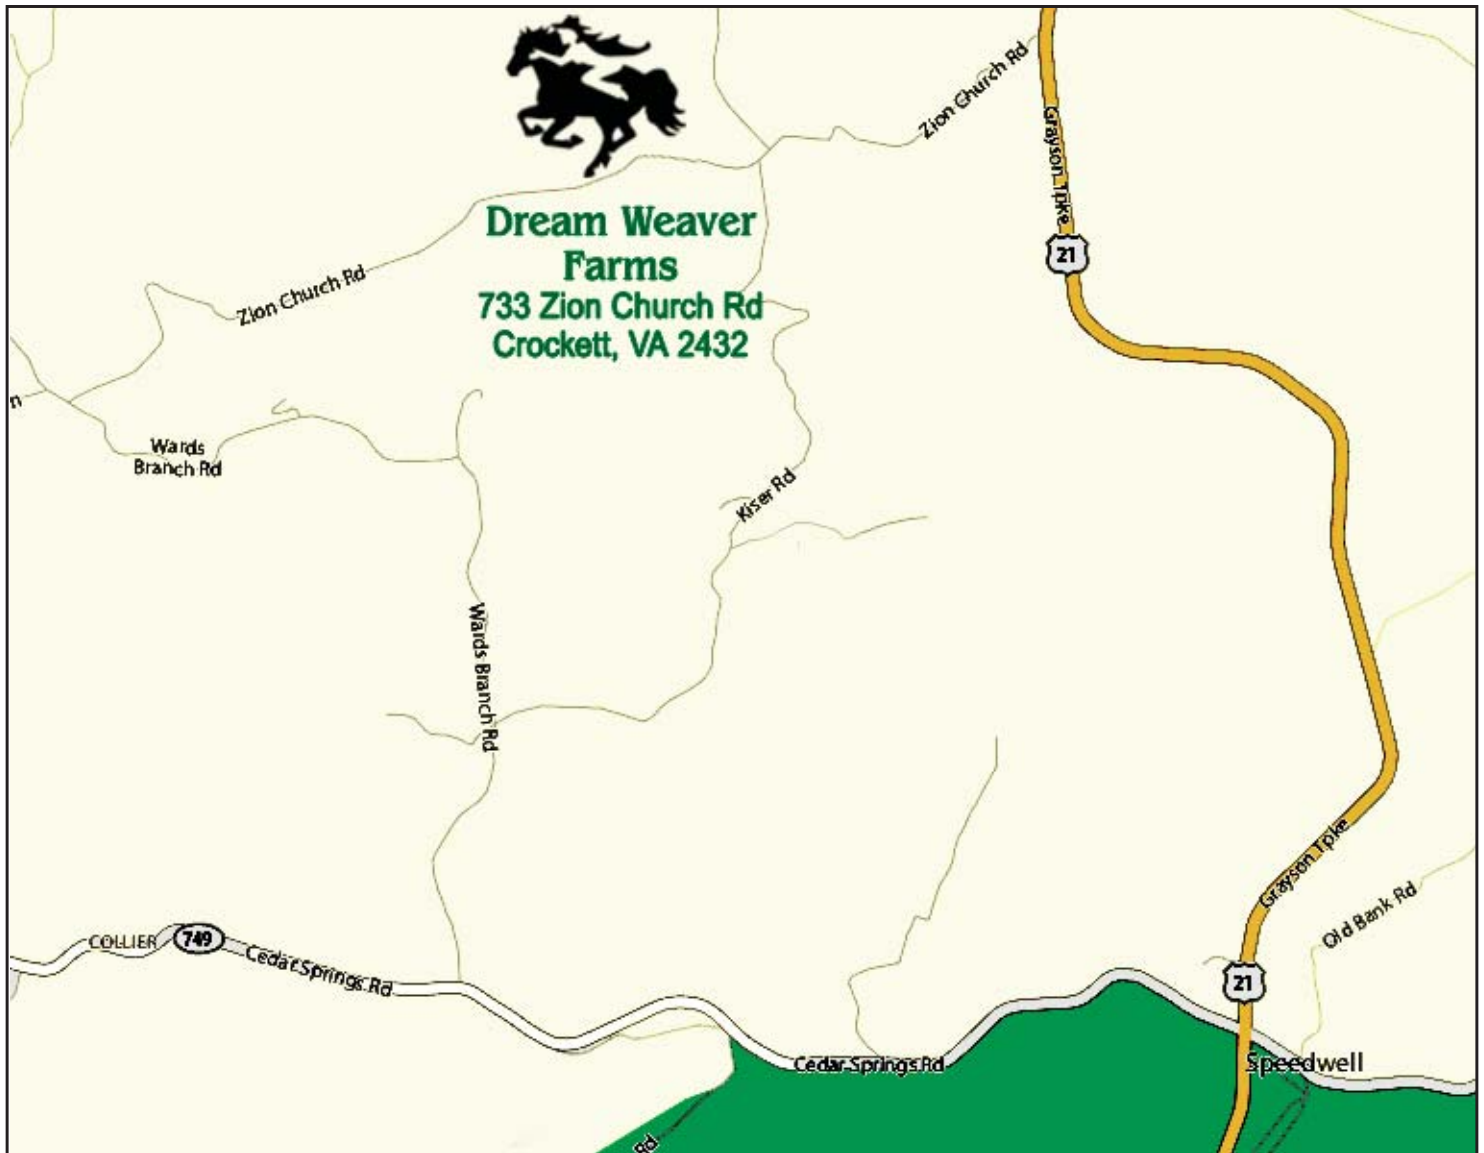 Zion Church Rd
Grayson Tpke
21
Dream Weaver
Farms
733 Zion Church Rd
Crockett, VA 2432
Zion Church Rd
n
Wards
Branch Rd
Kiser Rd
Wards Branch Rd
Grayson Tpke
Old Bank Rd
COLLIER
749
Cedar Springs Rd
21
Cedar Springs Rd
Speedwell
Rd